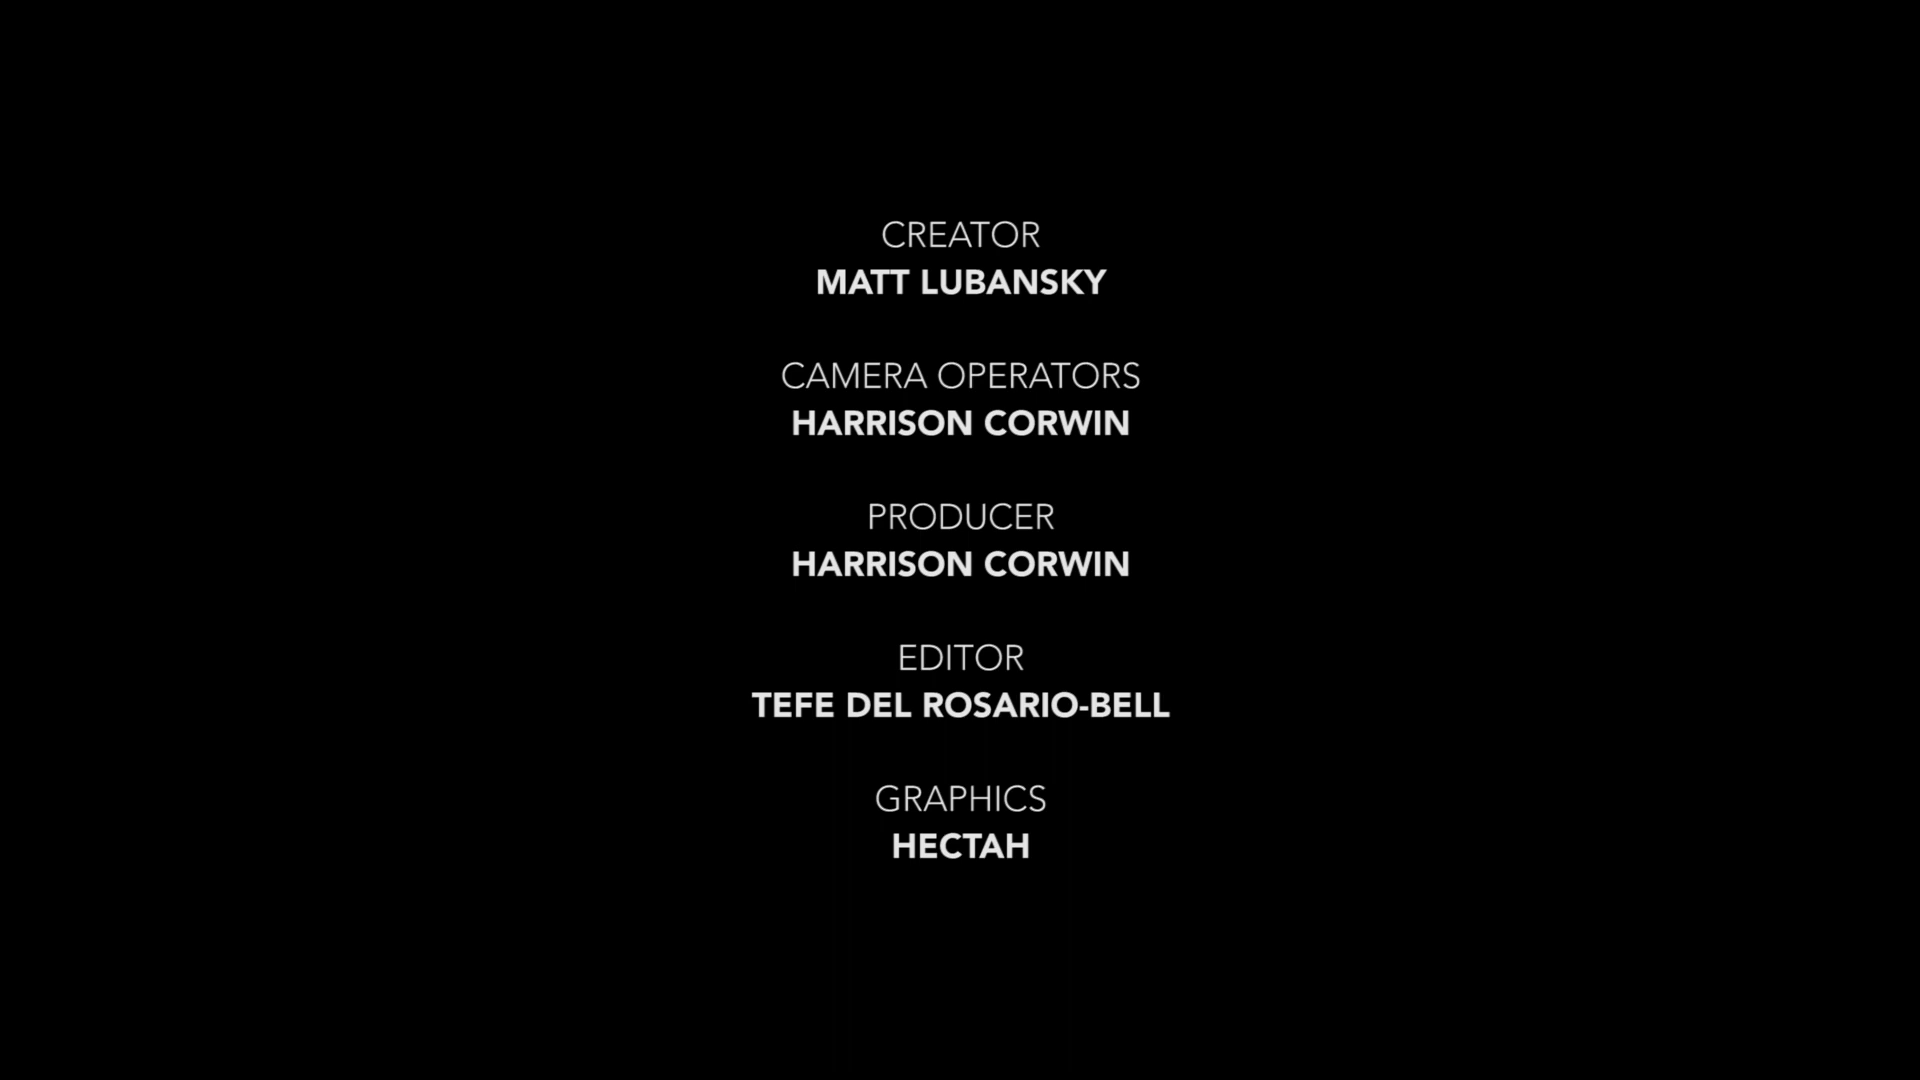 CREATOR
MATT LUBANSKY
CAMERA OPERATORS
HARRISON CORWIN
PRODUCER
HARRISON CORWIN
EDITOR
TEFE DEL ROSARIO-BELL
GRAPHICS
HECTAH